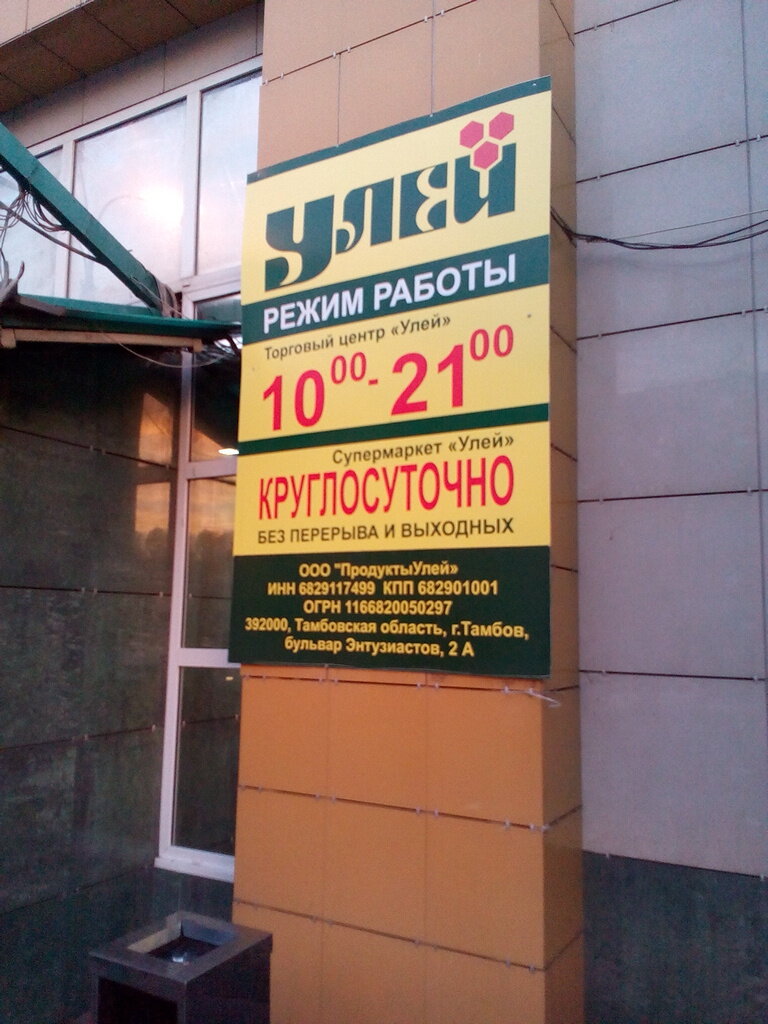 УЛЕЙ
РЕЖИМ РАБОТЫ
Торговый центр «Улей»
10⁰⁰- 21⁰⁰
Супермаркет «Улей»
КРУГЛОСУТОЧНО
БЕЗ ПЕРЕРЫВА И ВЫХОДНЫХ
ООО "ПродуктыУлей»
ИНН 6829117499 КПП 682901001
ОГРН 1166820050297
392000, Тамбовская область, г.Тамбов,
бульвар Энтузиастов, 2 А